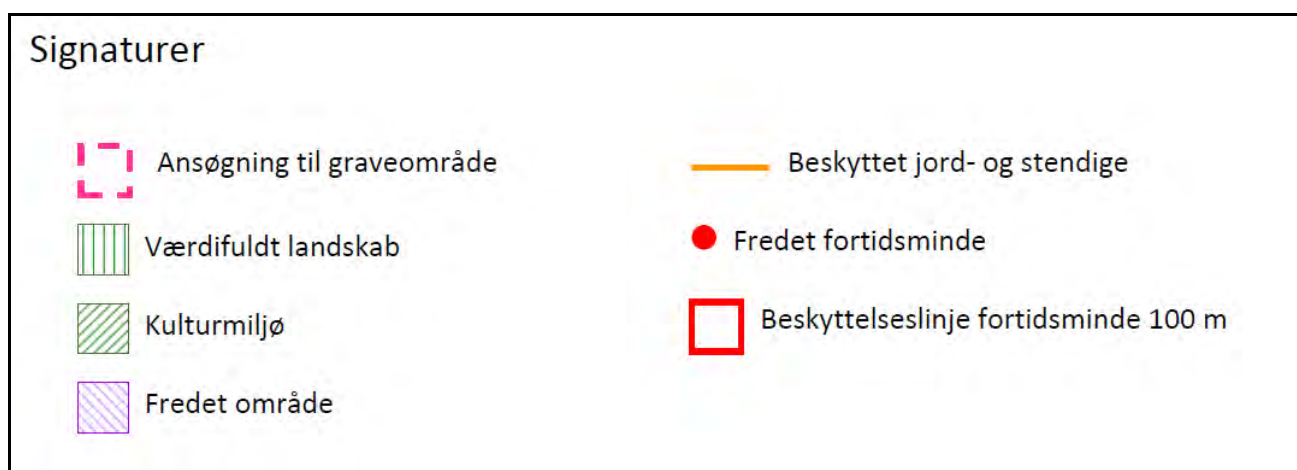 Signaturer
Ansøgning til graveområde
Værdifuldt landskab
Kulturmiljø
Fredet område
Beskyttet jord- og stendige
Fredet fortidsminde
Beskyttelseslinje fortidsminde 100 m